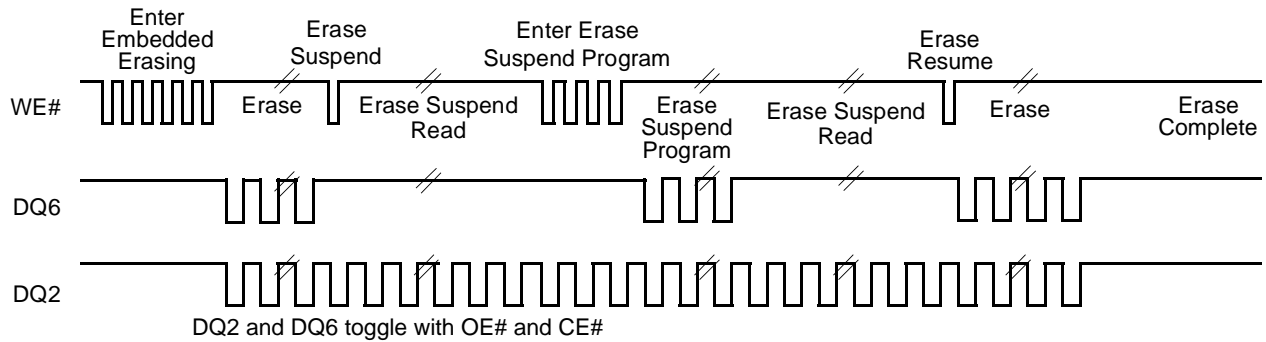 Enter
Embedded
Erasing
Erase
Suspend
Enter Erase
Suspend Program
Erase
Resume
WE#
Erase
Erase Suspend
Read
Erase
Suspend
Program
Erase Suspend
Read
Erase
Erase
Complete
DQ6
DQ2
DQ2 and DQ6 toggle with OE# and CE#